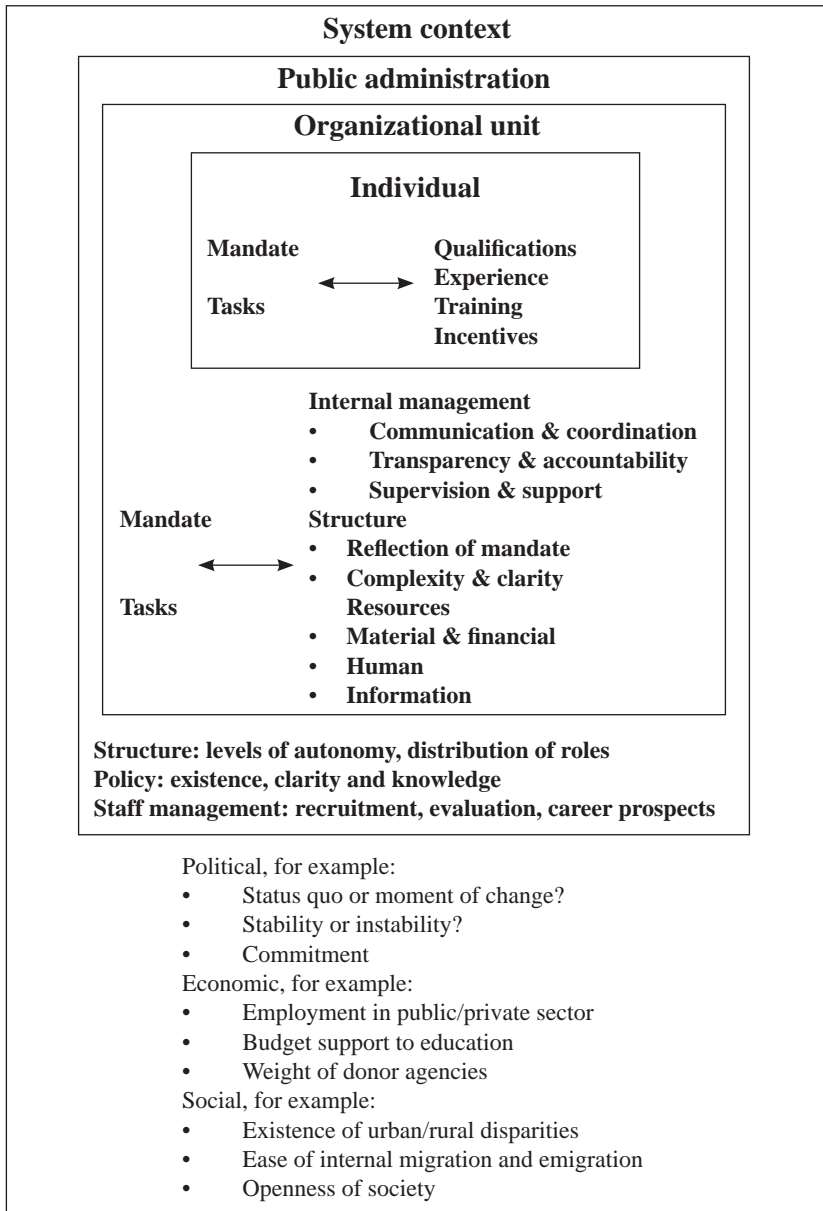 System context
Public administration
Organizational unit
Individual
Mandate
Tasks
Qualifications
Experience
Training
Incentives
Internal management
• Communication & coordination
• Transparency & accountability
• Supervision & support
Mandate
Tasks
Structure
• Reflection of mandate
• Complexity & clarity
Resources
• Material & financial
• Human
• Information
Structure: levels of autonomy, distribution of roles
Policy: existence, clarity and knowledge
Staff management: recruitment, evaluation, career prospects
Political, for example:
• Status quo or moment of change?
• Stability or instability?
• Commitment
Economic, for example:
• Employment in public/private sector
• Budget support to education
• Weight of donor agencies
Social, for example:
• Existence of urban/rural disparities
• Ease of internal migration and emigration
• Openness of society